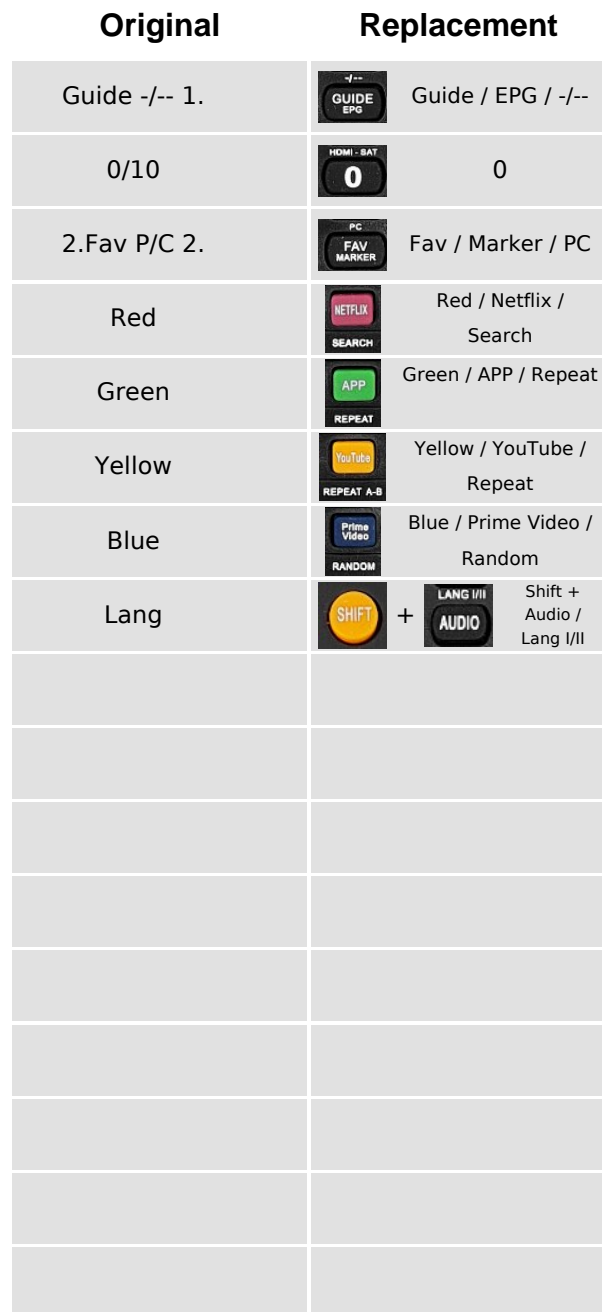 Original Replacement
Guide -/-- 1. -/-- GUIDE EPG Guide / EPG / -/--
0/10 HDMI - SAT 0 0
2.Fav P/C 2. PC FAV MARKER Fav / Marker / PC
Red NETFLIX SEARCH Red / Netflix /
Search
Green APP REPEAT Green / APP / Repeat
Yellow YouTube REPEAT A-B Yellow / YouTube /
Repeat
Blue Prime Video RANDOM Blue / Prime Video /
Random
Lang SHIFT + LANG I/II AUDIO Shift +
Audio /
Lang I/II